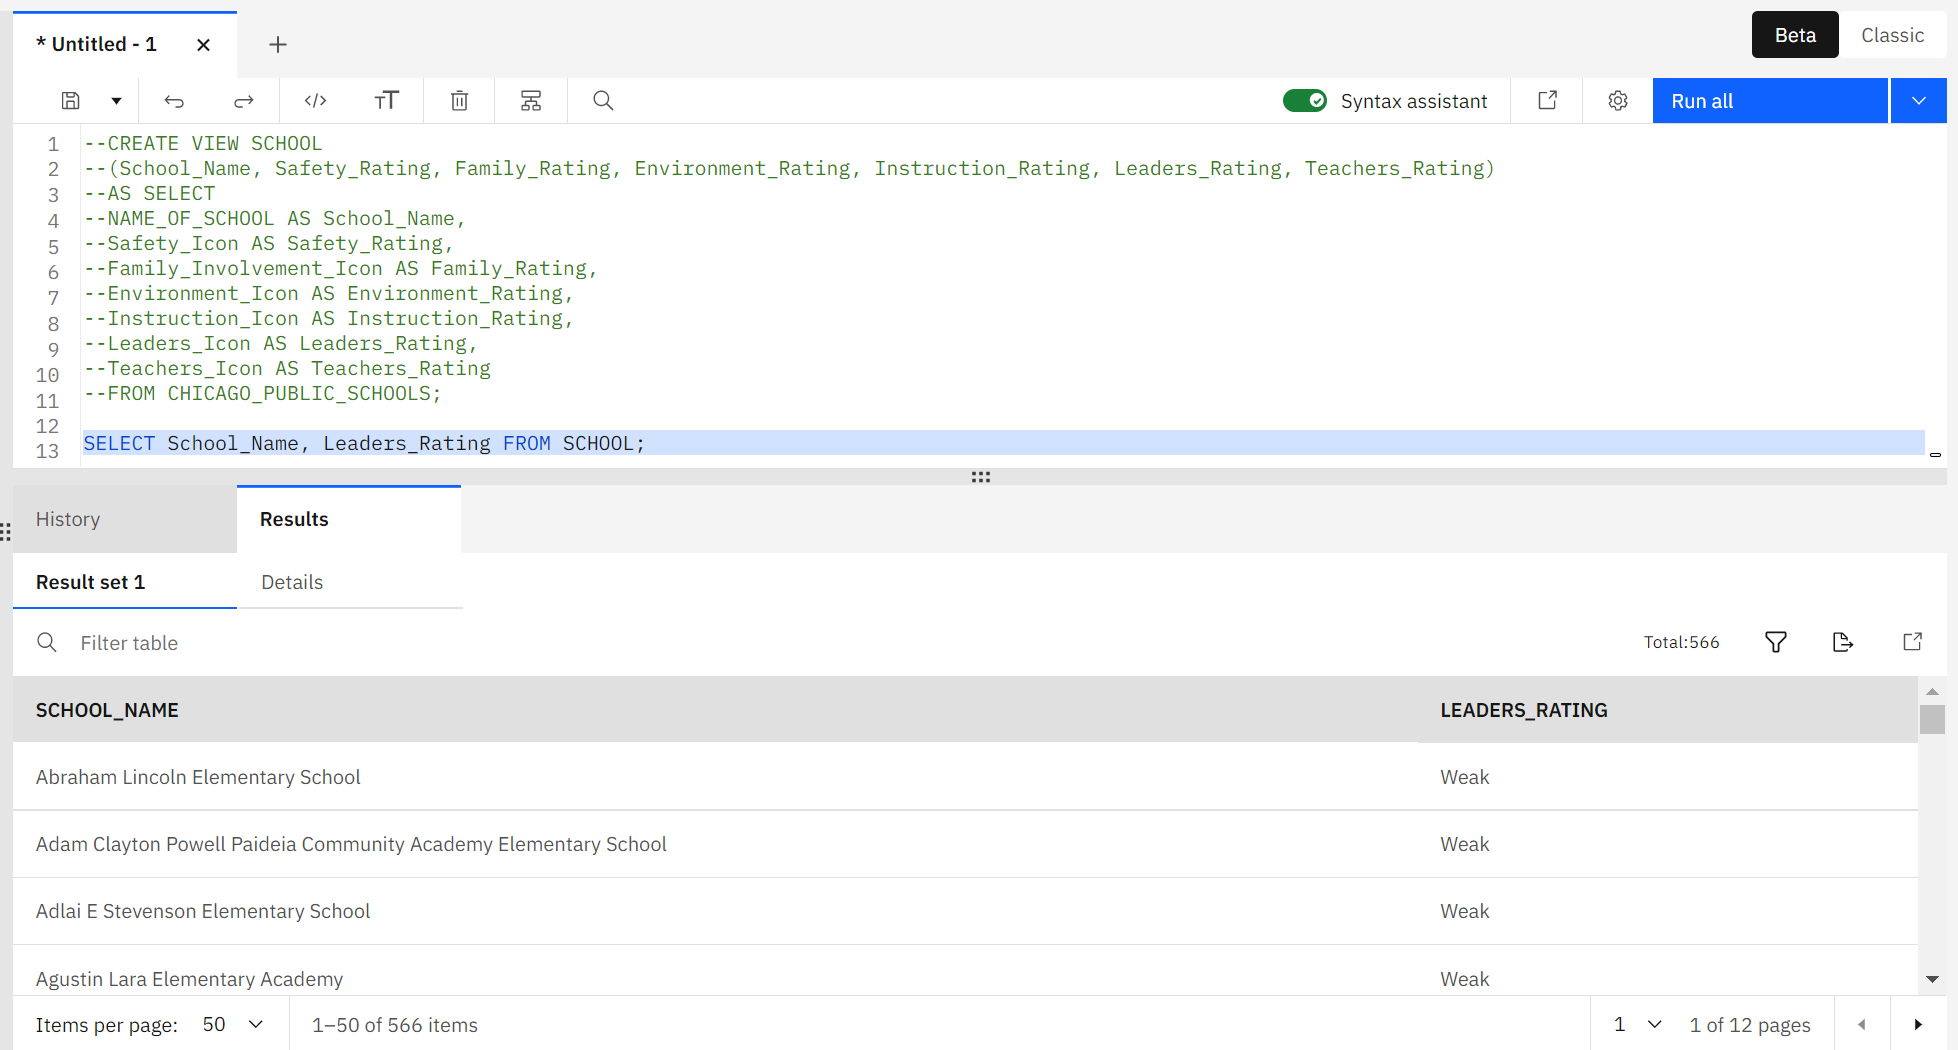 * Untitled - 1
Beta
Classic
Syntax assistant
Run all
1 --CREATE VIEW SCHOOL
2 --(School_Name, Safety_Rating, Family_Rating, Environment_Rating, Instruction_Rating, Leaders_Rating, Teachers_Rating)
3 --AS SELECT
4 --NAME_OF_SCHOOL AS School_Name,
5 --Safety_Icon AS Safety_Rating,
6 --Family_Involvement_Icon AS Family_Rating,
7 --Environment_Icon AS Environment_Rating,
8 --Instruction_Icon AS Instruction_Rating,
9 --Leaders_Icon AS Leaders_Rating,
10 --Teachers_Icon AS Teachers_Rating
11 --FROM CHICAGO_PUBLIC_SCHOOLS;
12
13 SELECT School_Name, Leaders_Rating FROM SCHOOL;
History
Results
Result set 1
Details
Filter table
Total:566
SCHOOL_NAME LEADERS_RATING
Abraham Lincoln Elementary School Weak
Adam Clayton Powell Paideia Community Academy Elementary School Weak
Adlai E Stevenson Elementary School Weak
Agustin Lara Elementary Academy Weak
Items per page: 50 1–50 of 566 items 1 1 of 12 pages